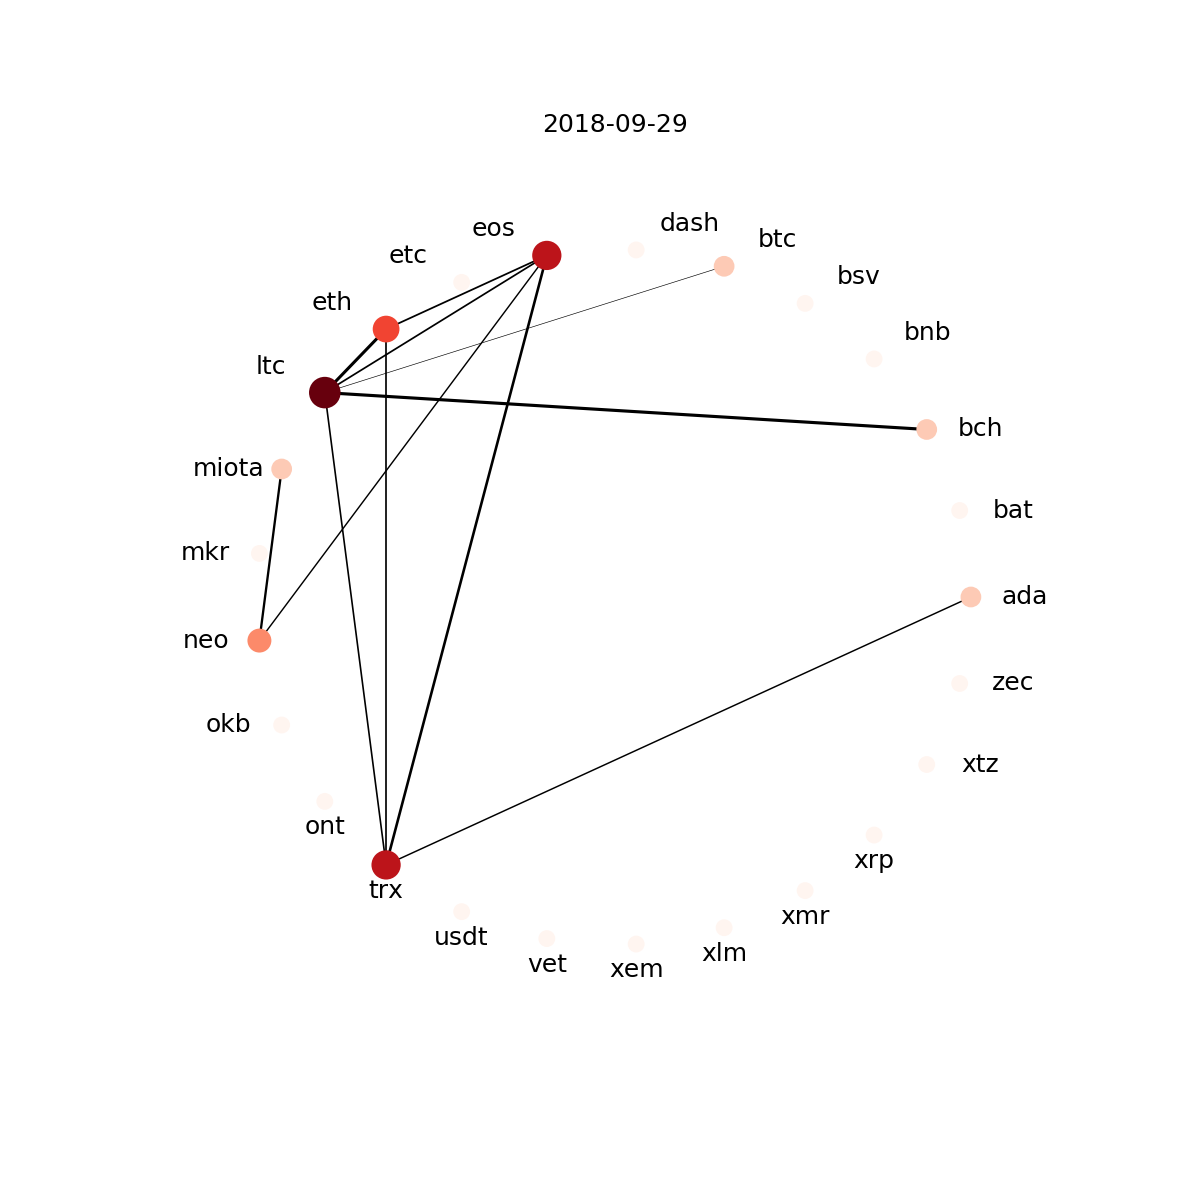 2018-09-29
dash
eos
btc
etc
bsv
eth
bnb
ltc
bch
miota
bat
mkr
ada
neo
zec
okb
xtz
ont
xrp
trx
xmr
usdt
xlm
vet
xem